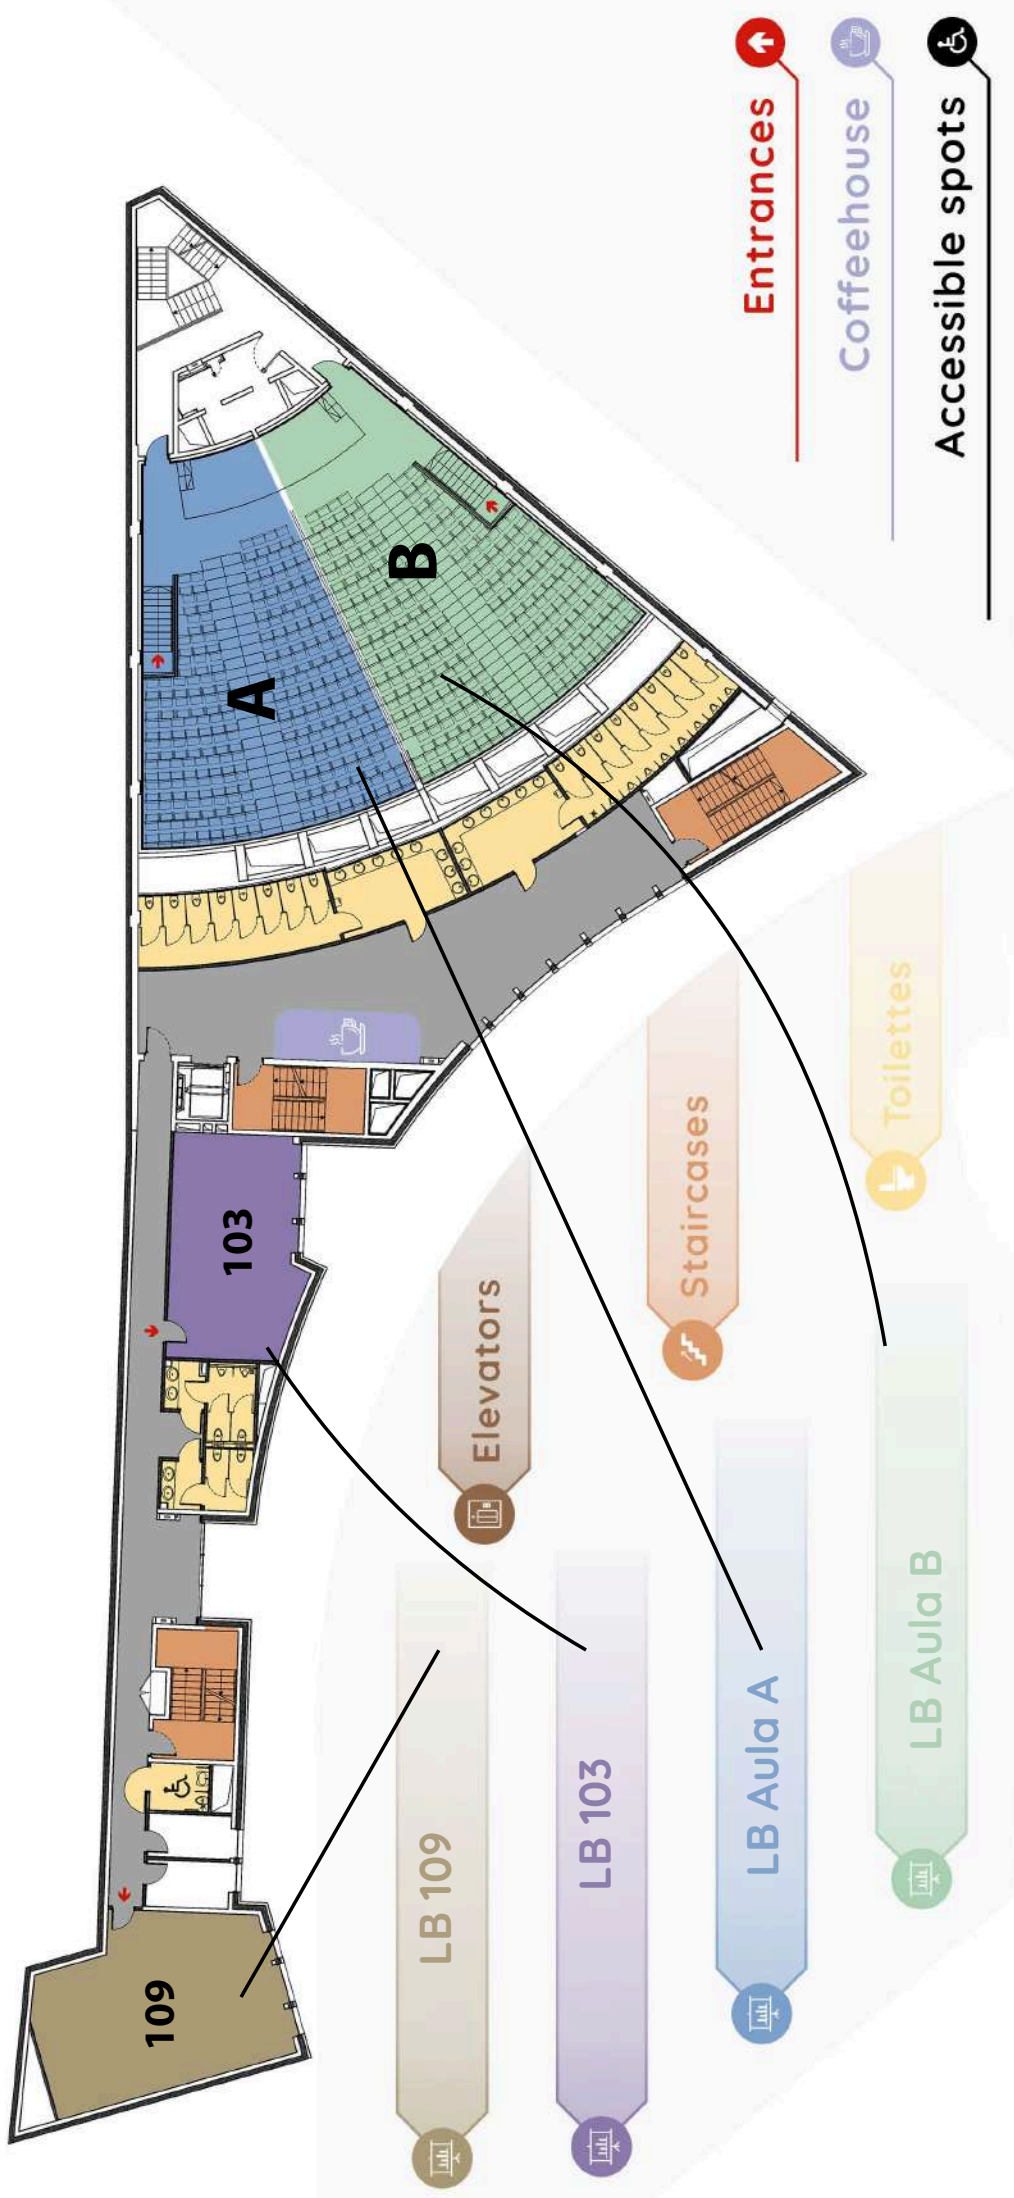 Entrances
Coffeehouse
Accessible spots
A
B
103
109
Elevators
Staircases
Toilettes
LB 109
LB 103
LB Aula A
LB Aula B